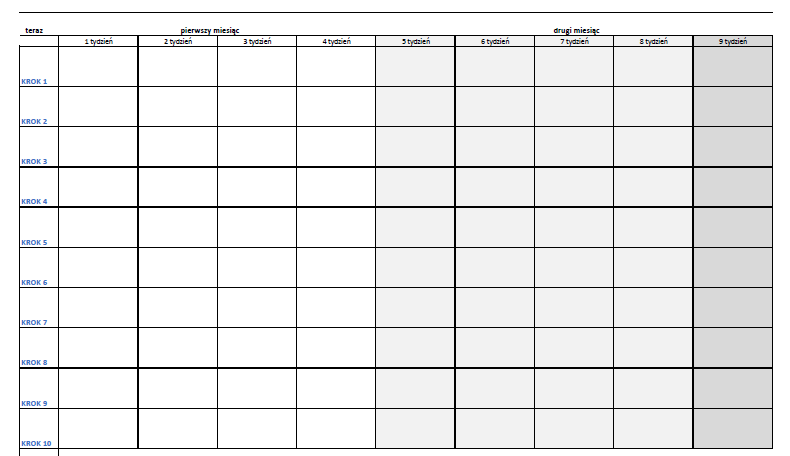 teraz pierwszy miesiąc drugi miesiąc
1 tydzień 2 tydzień 3 tydzień 4 tydzień 5 tydzień 6 tydzień 7 tydzień 8 tydzień 9 tydzień
KROK 1
KROK 2
KROK 3
KROK 4
KROK 5
KROK 6
KROK 7
KROK 8
KROK 9
KROK 10